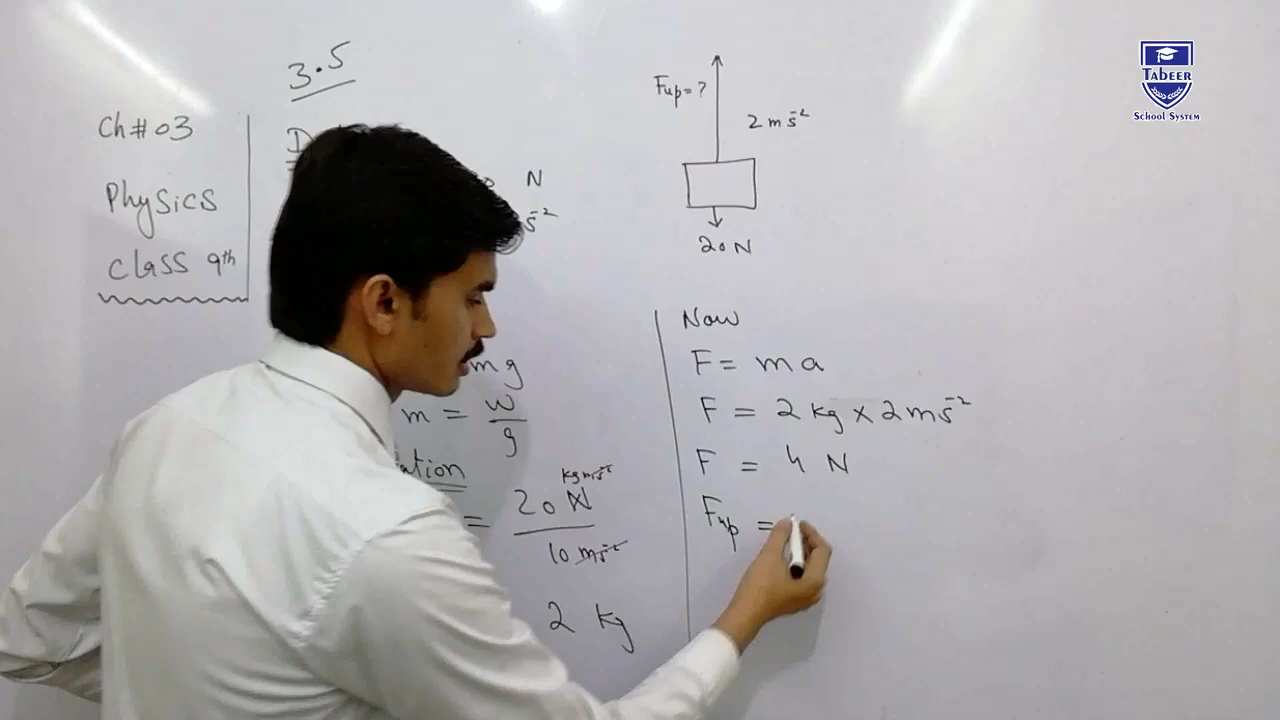 3.5
Ch # 03
Physics
Class 9th
N
s⁻²
mg
m = w/g
ation
= 20 N kgms⁻² / 10 ms⁻²
2 kg
Fup = ?
2 ms⁻²
20 N
Now
F = ma
F = 2 kg x 2 ms⁻²
F = 4 N
Fup =
Tabeer
School System